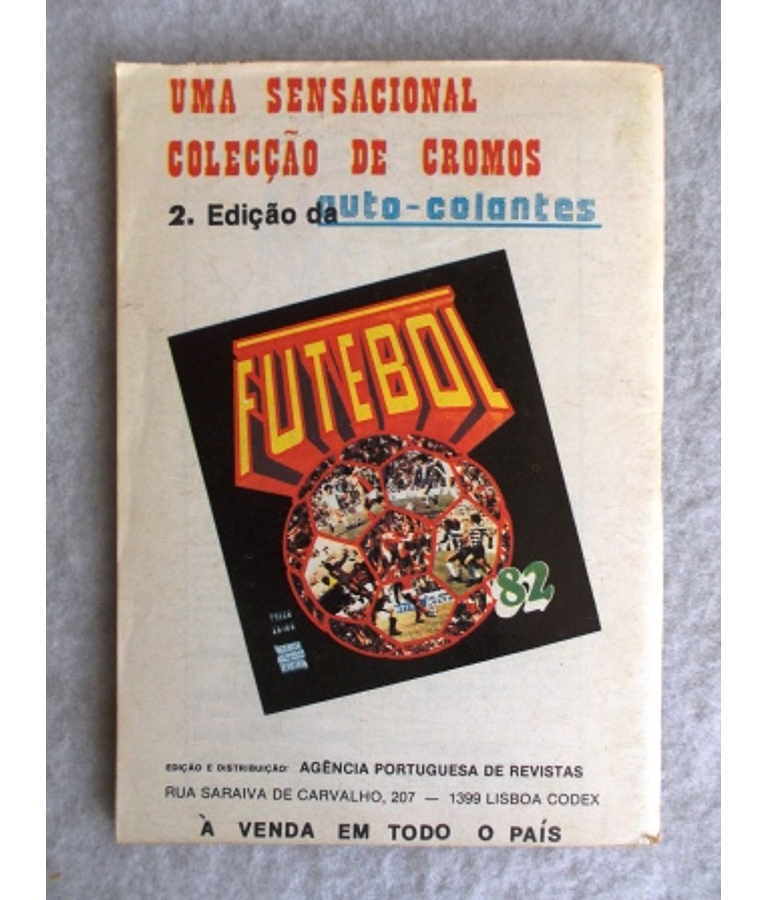 UMA SENSACIONAL
COLECÇÃO DE CROMOS
2. Edição da auto-colantes
FUTEBOL
82
EDIÇÃO E DISTRIBUIÇÃO: AGÊNCIA PORTUGUESA DE REVISTAS
RUA SARAIVA DE CARVALHO, 207 — 1399 LISBOA CODEX
À VENDA EM TODO O PAÍS